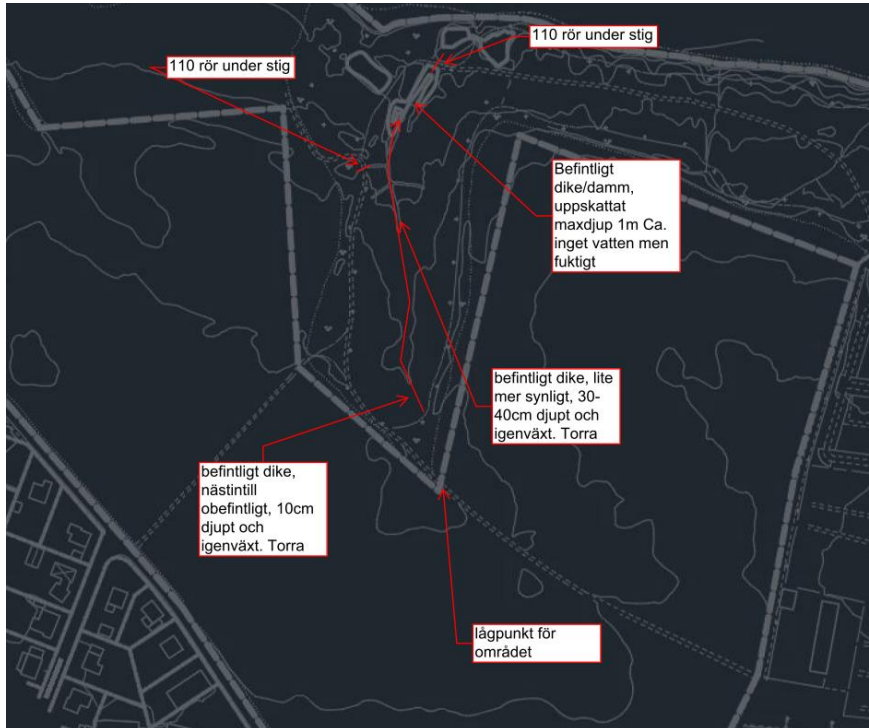 110 rör under stig
110 rör under stig
Befintligt
dike/damm,
uppskattat
maxdjup 1m Ca.
inget vatten men
fuktigt
befintligt dike, lite
mer synligt, 30-
40cm djupt och
igenväxt. Torra
befintligt dike,
nästintill
obefintligt, 10cm
djupt och
igenväxt. Torra
lågpunkt för
området